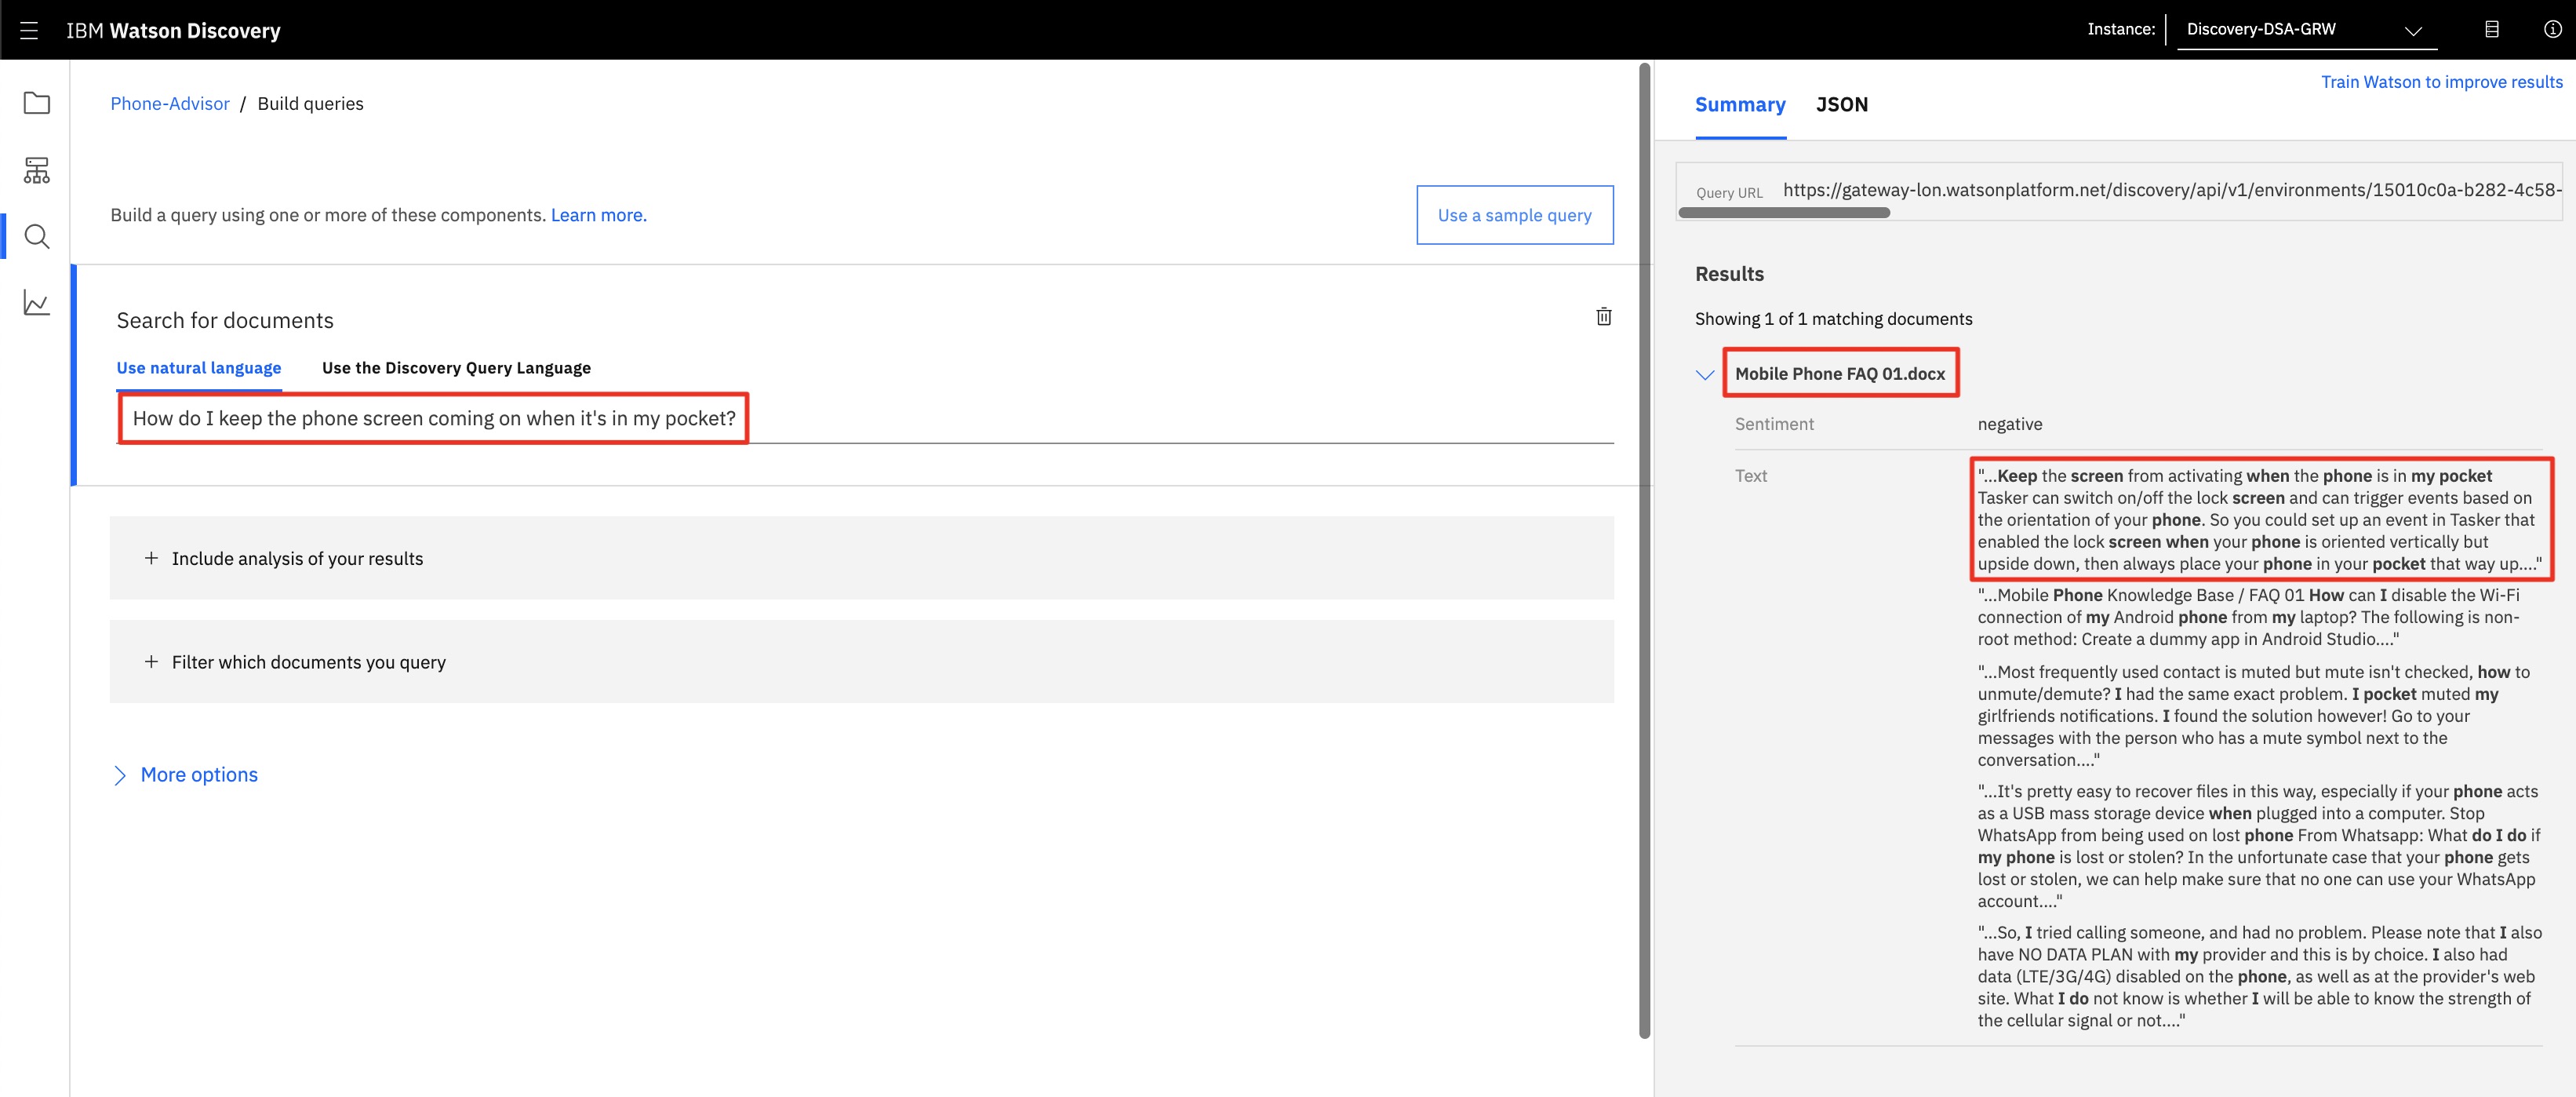 IBM Watson Discovery
Instance:
Discovery-DSA-GRW
Phone-Advisor / Build queries
Build a query using one or more of these components. Learn more.
Use a sample query
Search for documents
Use natural language
Use the Discovery Query Language
How do I keep the phone screen coming on when it's in my pocket?
+ Include analysis of your results
+ Filter which documents you query
More options
Train Watson to improve results
Summary
JSON
Query URL
https://gateway-lon.watsonplatform.net/discovery/api/v1/environments/15010c0a-b282-4c58-
Results
Showing 1 of 1 matching documents
Mobile Phone FAQ 01.docx
Sentiment
negative
Text
"...Keep the screen from activating when the phone is in my pocket
Tasker can switch on/off the lock screen and can trigger events based on
the orientation of your phone. So you could set up an event in Tasker that
enabled the lock screen when your phone is oriented vertically but
upside down, then always place your phone in your pocket that way up...."
"...Mobile Phone Knowledge Base / FAQ 01 How can I disable the Wi-Fi
connection of my Android phone from my laptop? The following is non-
root method: Create a dummy app in Android Studio...."
"...Most frequently used contact is muted but mute isn't checked, how to
unmute/demute? I had the same exact problem. I pocket muted my
girlfriends notifications. I found the solution however! Go to your
messages with the person who has a mute symbol next to the
conversation...."
"...It's pretty easy to recover files in this way, especially if your phone acts
as a USB mass storage device when plugged into a computer. Stop
WhatsApp from being used on lost phone From Whatsapp: What do I do if
my phone is lost or stolen? In the unfortunate case that your phone gets
lost or stolen, we can help make sure that no one can use your WhatsApp
account...."
"...So, I tried calling someone, and had no problem. Please note that I also
have NO DATA PLAN with my provider and this is by choice. I also had
data (LTE/3G/4G) disabled on the phone, as well as at the provider's web
site. What I do not know is whether I will be able to know the strength of
the cellular signal or not...."